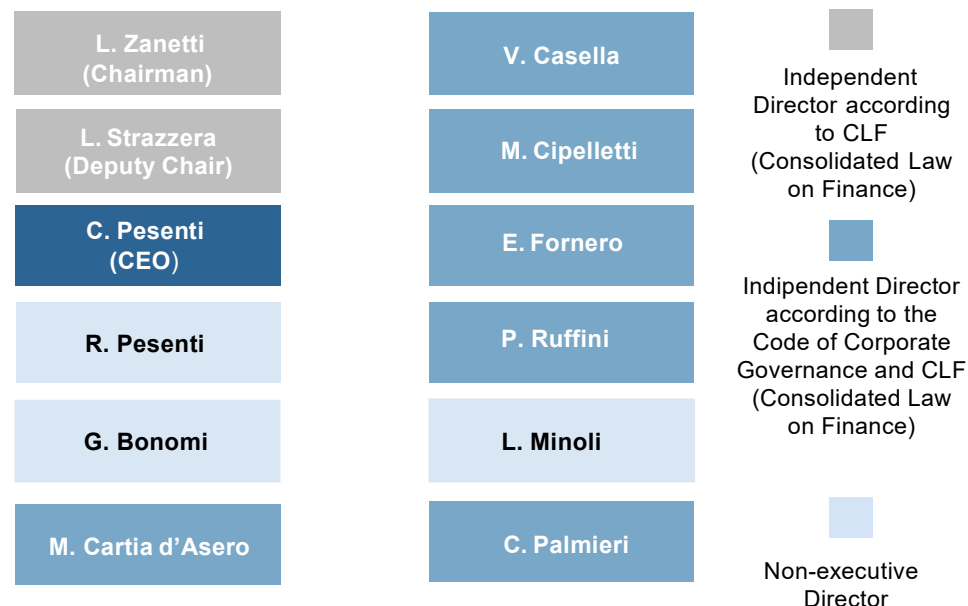 L. Zanetti
(Chairman)
L. Strazzera
(Deputy Chair)
C. Pesenti
(CEO)
R. Pesenti
G. Bonomi
M. Cartia d’Asero
V. Casella
M. Cipelletti
E. Fornero
P. Ruffini
L. Minoli
C. Palmieri
Independent
Director according
to CLF
(Consolidated Law
on Finance)
Indipendent Director
according to the
Code of Corporate
Governance and CLF
(Consolidated Law
on Finance)
Non-executive
Director